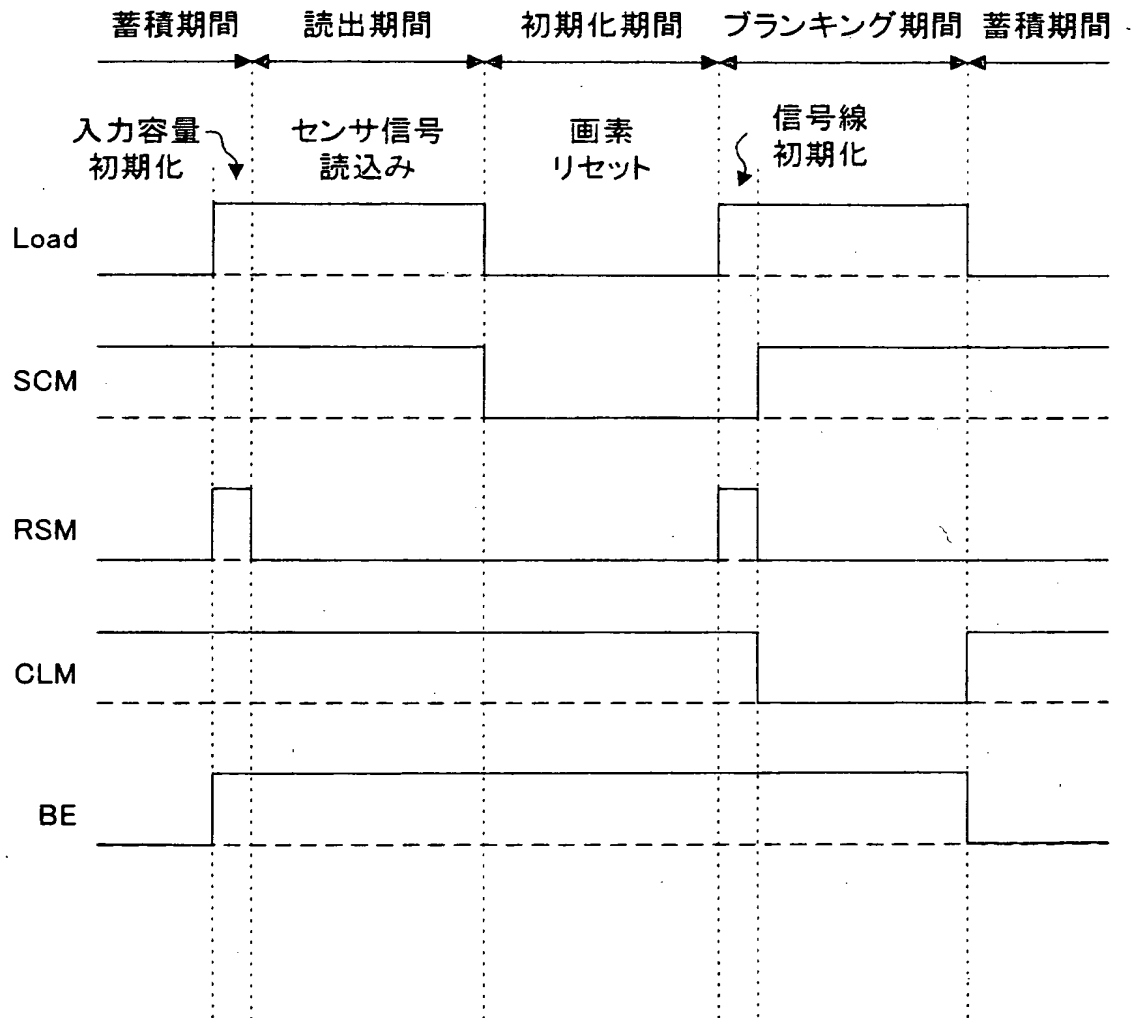 蓄積期間 読出期間 初期化期間 ブランキング期間 蓄積期間
入力容量
初期化
センサ信号
読込み
画素
リセット
信号線
初期化
Load
SCM
RSM
CLM
BE